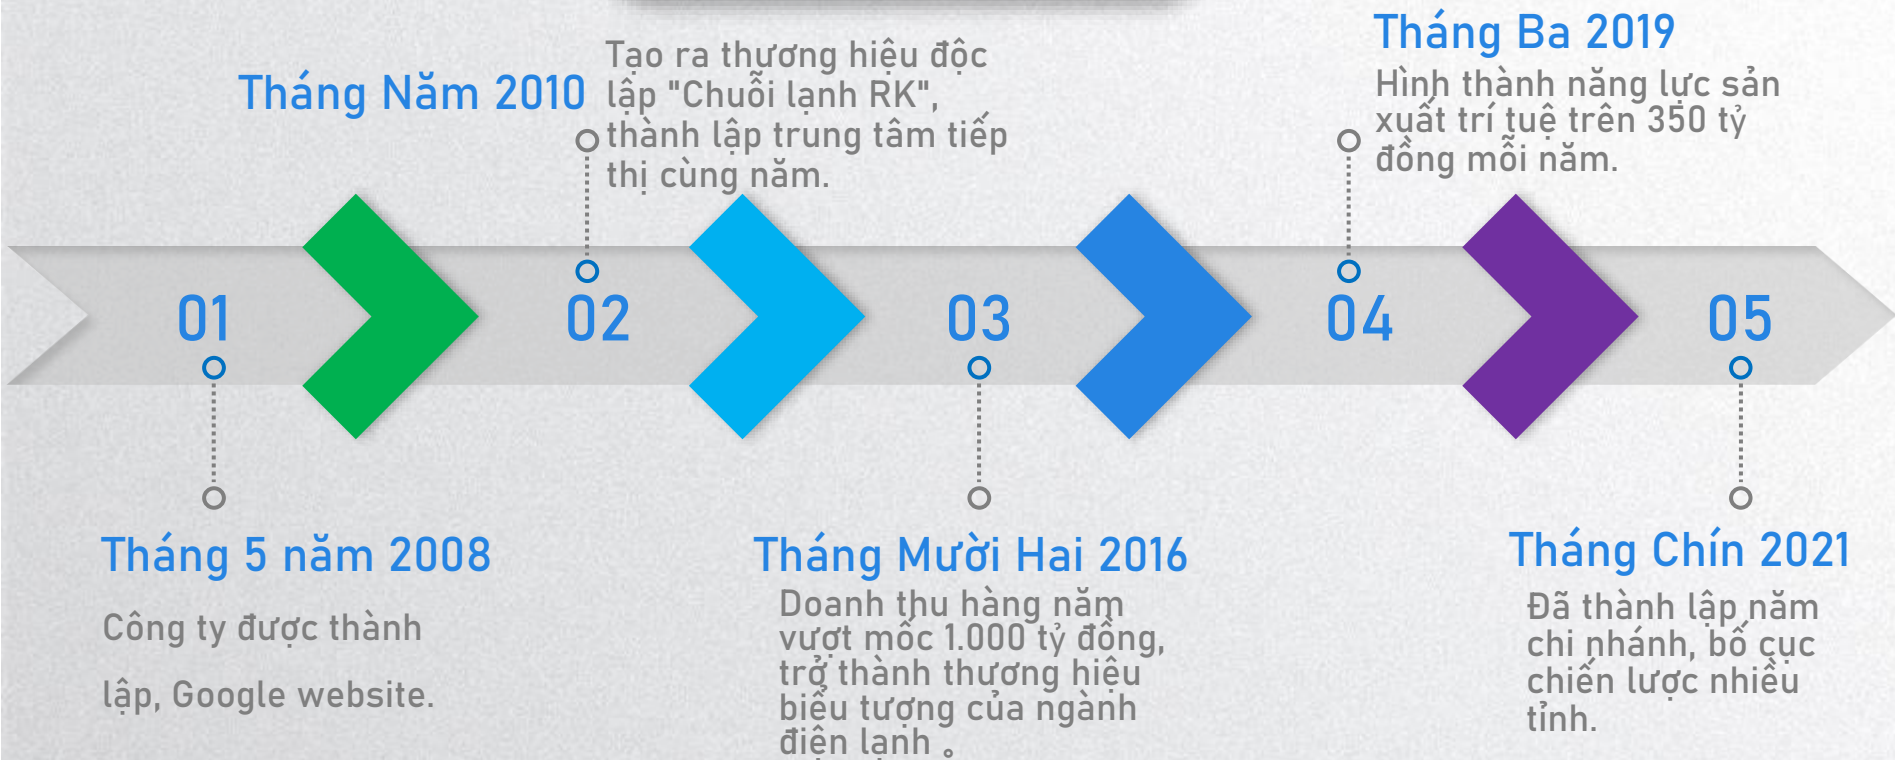 Tháng Năm 2010
Tạo ra thương hiệu độc
lập "Chuỗi lạnh RK",
thành lập trung tâm tiếp
thị cùng năm.
Tháng Ba 2019
Hình thành năng lực sản
xuất trí tuệ trên 350 tỷ
đồng mỗi năm.
01
02
03
04
05
Tháng 5 năm 2008
Công ty được thành
lập, Google website.
Tháng Mười Hai 2016
Doanh thu hàng năm
vượt mốc 1.000 tỷ đồng,
trở thành thương hiệu
biểu tượng của ngành
điện lạnh 。
Tháng Chín 2021
Đã thành lập năm
chi nhánh, bố cục
chiến lược nhiều
tỉnh.